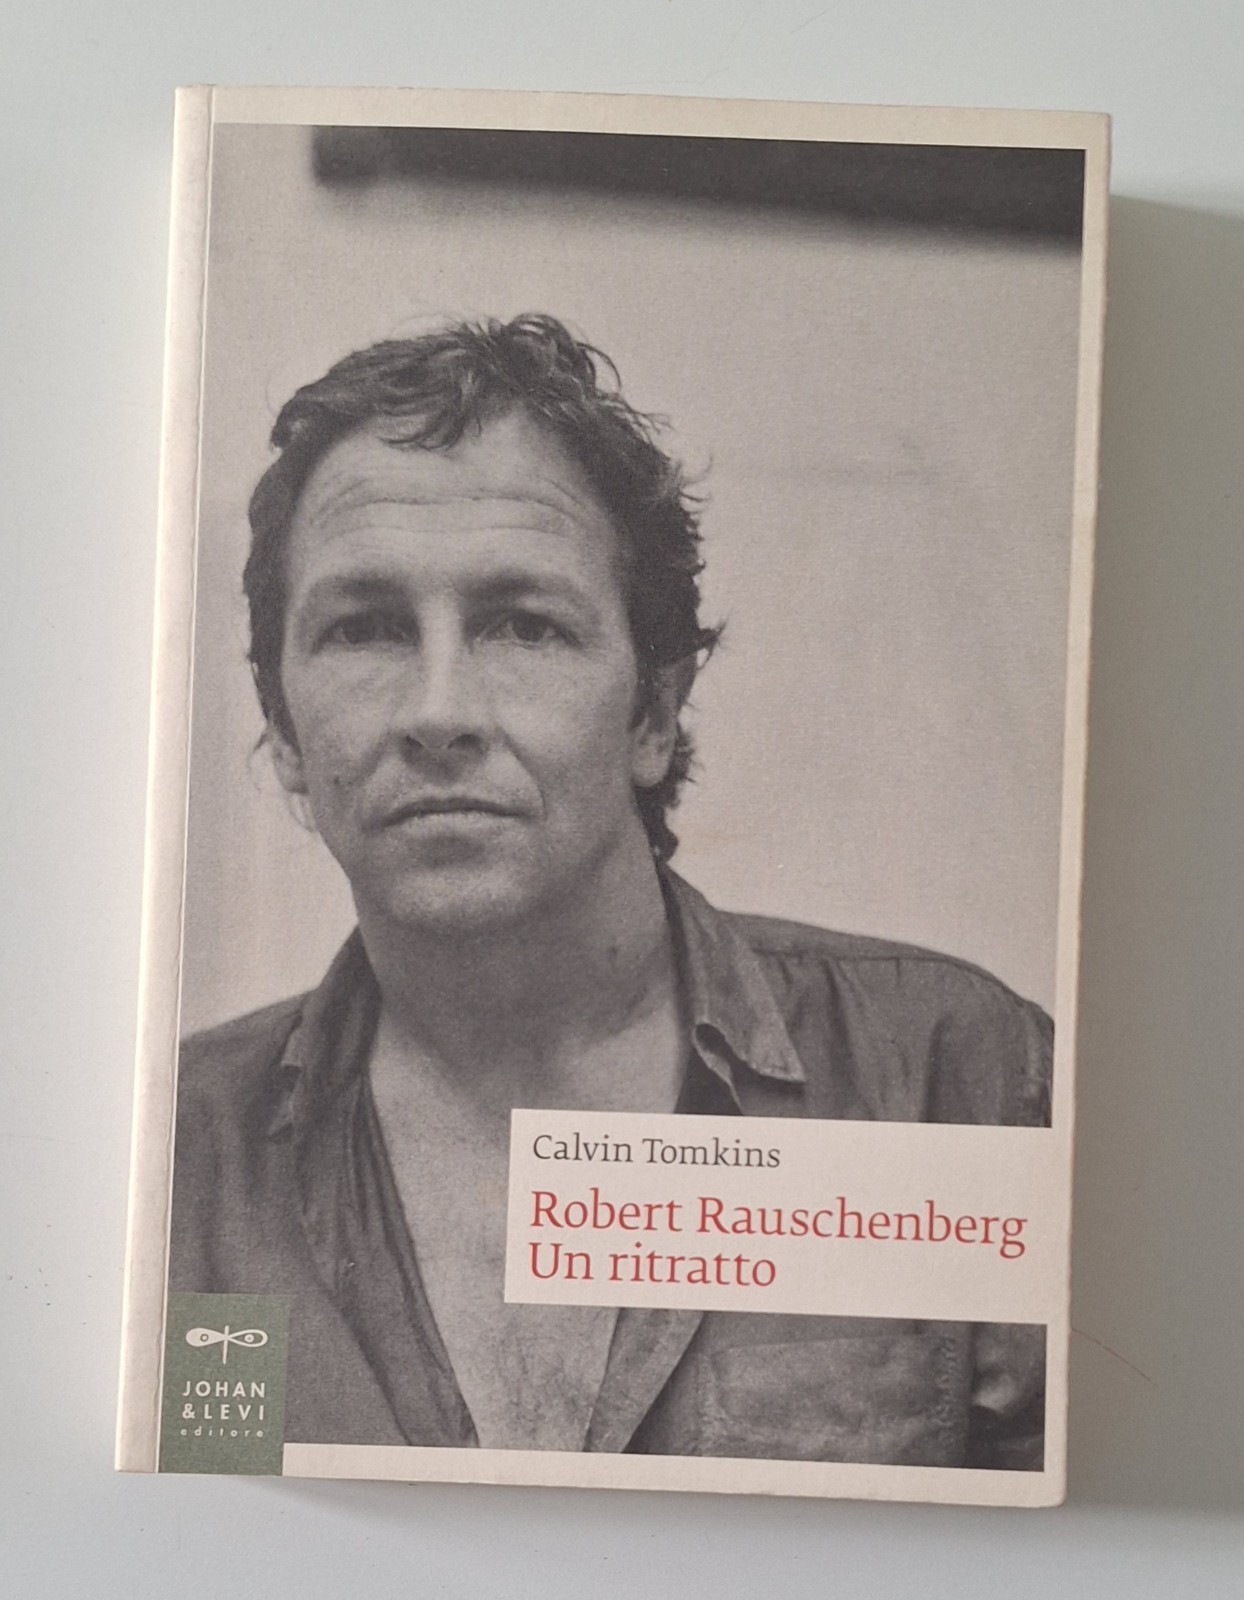 Calvin Tomkins
Robert Rauschenberg
Un ritratto
JOHAN
& LEVI
editore